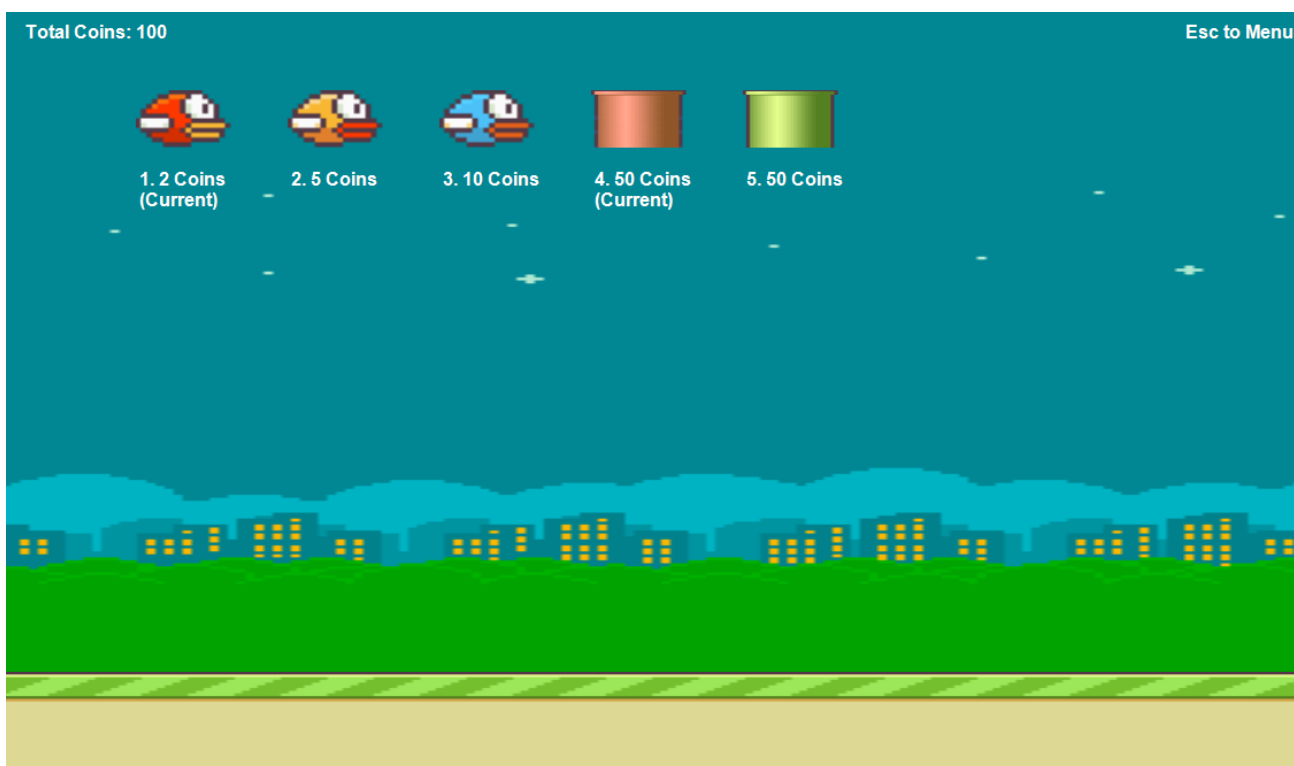 Total Coins: 100
Esc to Menu
1. 2 Coins
(Current)
2. 5 Coins
3. 10 Coins
4. 50 Coins
(Current)
5. 50 Coins